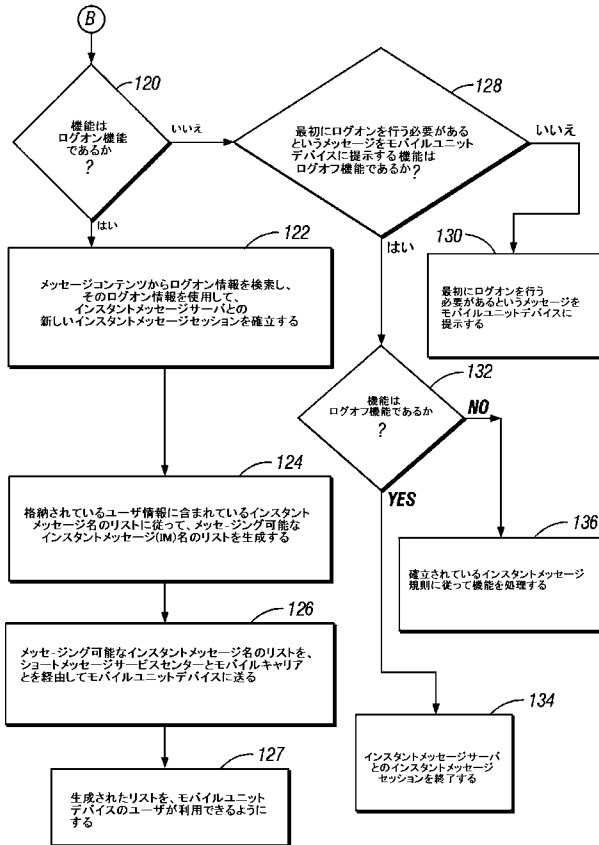 B
120
機能は
ログオン機能
であるか
?
いいえ
はい
128
最初にログオンを行う必要がある
というメッセージをモバイルユニット
デバイスに提示する機能は
ログオフ機能であるか?
いいえ
はい
122
メッセージコンテンツからログオン情報を検索し、
そのログオン情報を使用して、
インスタントメッセージサーバとの
新しいインスタントメッセージセッションを確立する
130
最初にログオンを行う
必要があるというメッセージを
モバイルユニットデバイスに
提示する
132
機能は
ログオフ機能であるか
?
NO
YES
124
格納されているユーザ情報に含まれているインスタント
メッセージ名のリストに従って、メッセ-ジング可能な
インスタントメッセージ(IM)名のリストを生成する
136
確立されているインスタントメッセージ
規則に従って機能を処理する
126
メッセ-ジング可能なインスタントメッセージ名のリストを、
ショートメッセージサービスセンターとモバイルキャリア
とを経由してモバイルユニットデバイスに送る
134
インスタントメッセージサーバ
とのインスタントメッセージ
セッションを終了する
127
生成されたリストを、モバイルユニット
デバイスのユーザが利用できるように
する